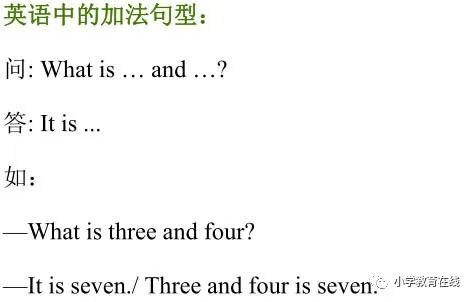 英语中的加法句型：
问: What is … and …?
答: It is ...
如：
—What is three and four?
—It is seven./ Three and four is seven.
小学教育在线